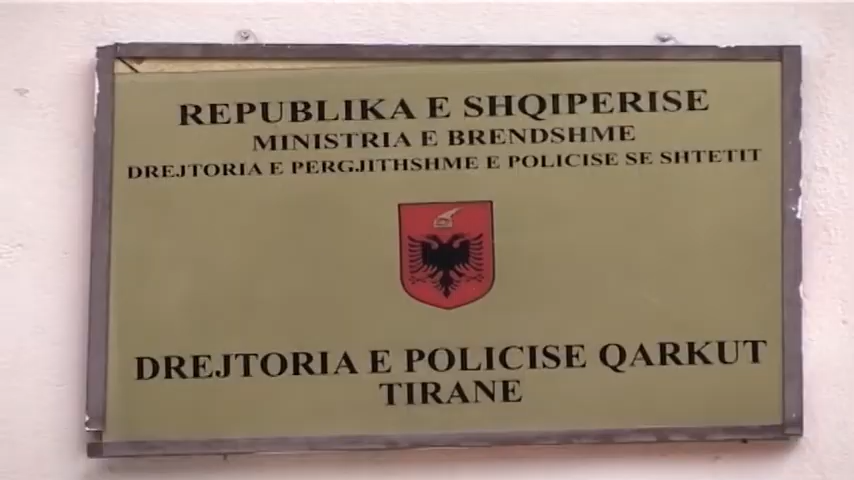 REPUBLIKA E SHQIPERISE
MINISTRIA E BRENDSHME
DREJTORIA E PERGJITHSHME E POLICISE SE SHTETIT
DREJTORIA E POLICISE QARKUT
TIRANE